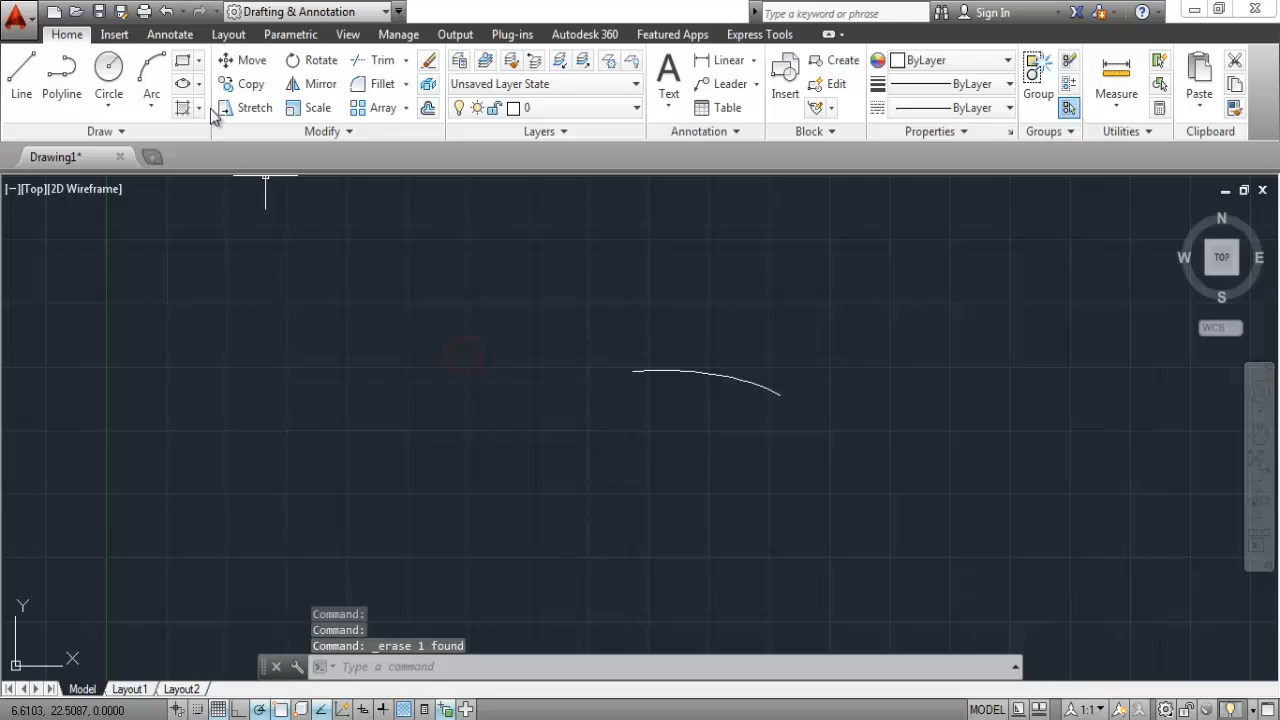 Drafting & Annotation
Type a keyword or phrase
Sign In
Home Insert Annotate Layout Parametric View Manage Output Plug-ins Autodesk 360 Featured Apps Express Tools
Line Polyline Circle Arc
Move Rotate Trim
Copy Mirror Fillet
Stretch Scale Array
Unsaved Layer State
0
Text
Linear
Leader
Table
Insert
Create
Edit
ByLayer
ByLayer
ByLayer
Group
Measure
Paste
Draw Modify Layers Annotation Block Properties Groups Utilities Clipboard
Drawing1*
[−][Top][2D Wireframe]
N
W TOP E
S
WCS
Y
X
Command:
Command:
Command: _erase 1 found
Type a command
Model Layout1 Layout2
6.6103, 22.5087, 0.0000
MODEL
1:1